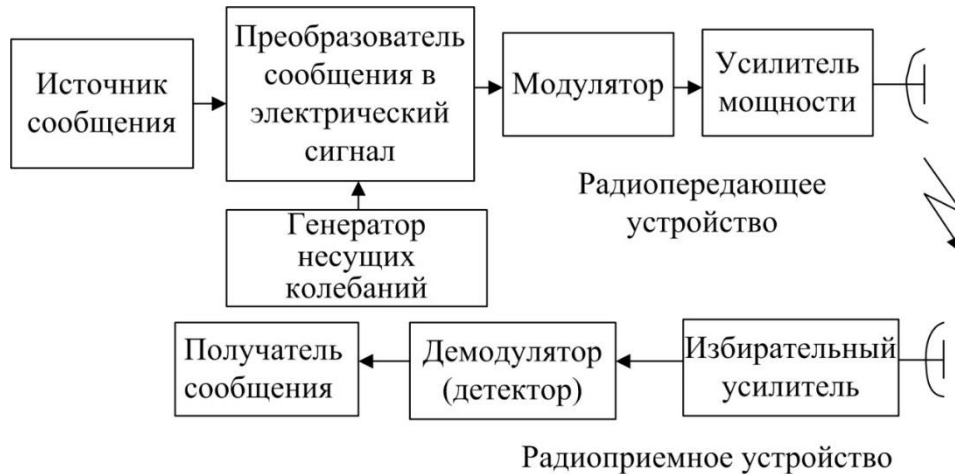 Источник
сообщения
Преобразователь
сообщения в
электрический
сигнал
Модулятор
Усилитель
мощности
Радиопередающее
устройство
Генератор
несущих
колебаний
Получатель
сообщения
Демодулятор
(детектор)
Избирательный
усилитель
Радиоприемное устройство